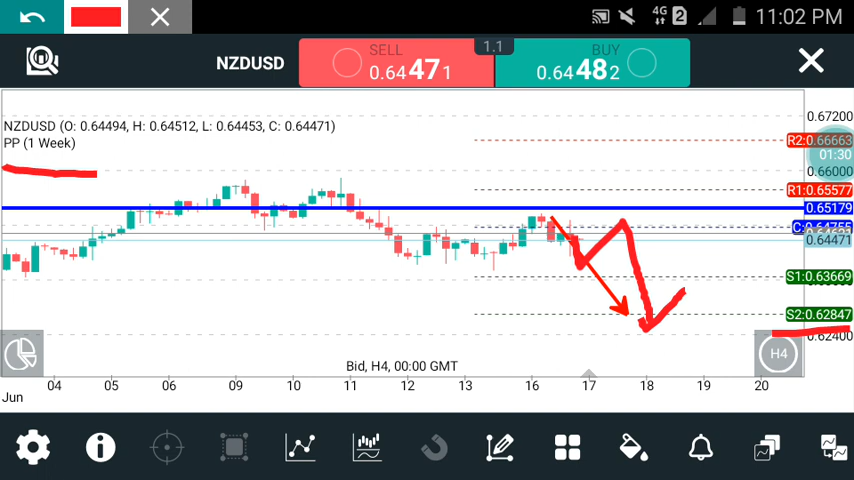 4G 2 11:02 PM
NZDUSD
SELL
0.64471
1.1
BUY
0.64482
NZDUSD (O: 0.64494, H: 0.64512, L: 0.64453, C: 0.64471)
PP (1 Week)
0.67200
R2:0.66663
01:30
0.66000
R1:0.65577
0.65179
0.64471
S1:0.63669
S2:0.62847
0.62400
H4
Bid, H4, 00:00 GMT
04 05 06 09 10 11 12 13 16 17 18 19 20
Jun